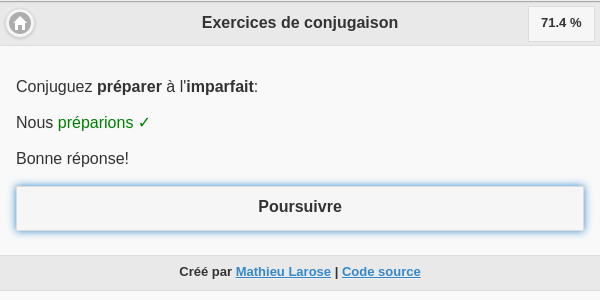 Exercices de conjugaison
71.4 %
Conjuguez préparer à l'imparfait:
Nous préparions ✓
Bonne réponse!
Poursuivre
Créé par Mathieu Larose | Code source